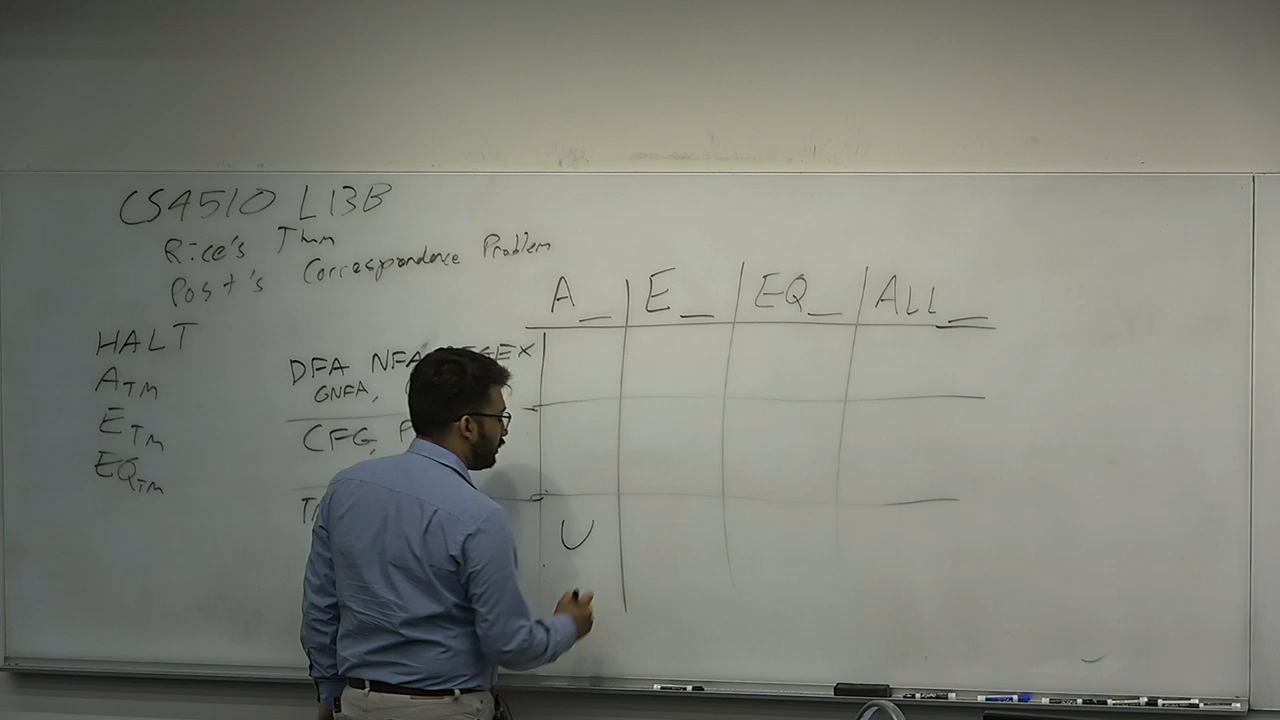 CS4510 L13B
Rice's Thm
Post's Correspondence Problem
HALT
ATM
ETM
EQTM
A_ E_ EQ_ ALL_
DFA NFA
GNFA,
CFG,
U